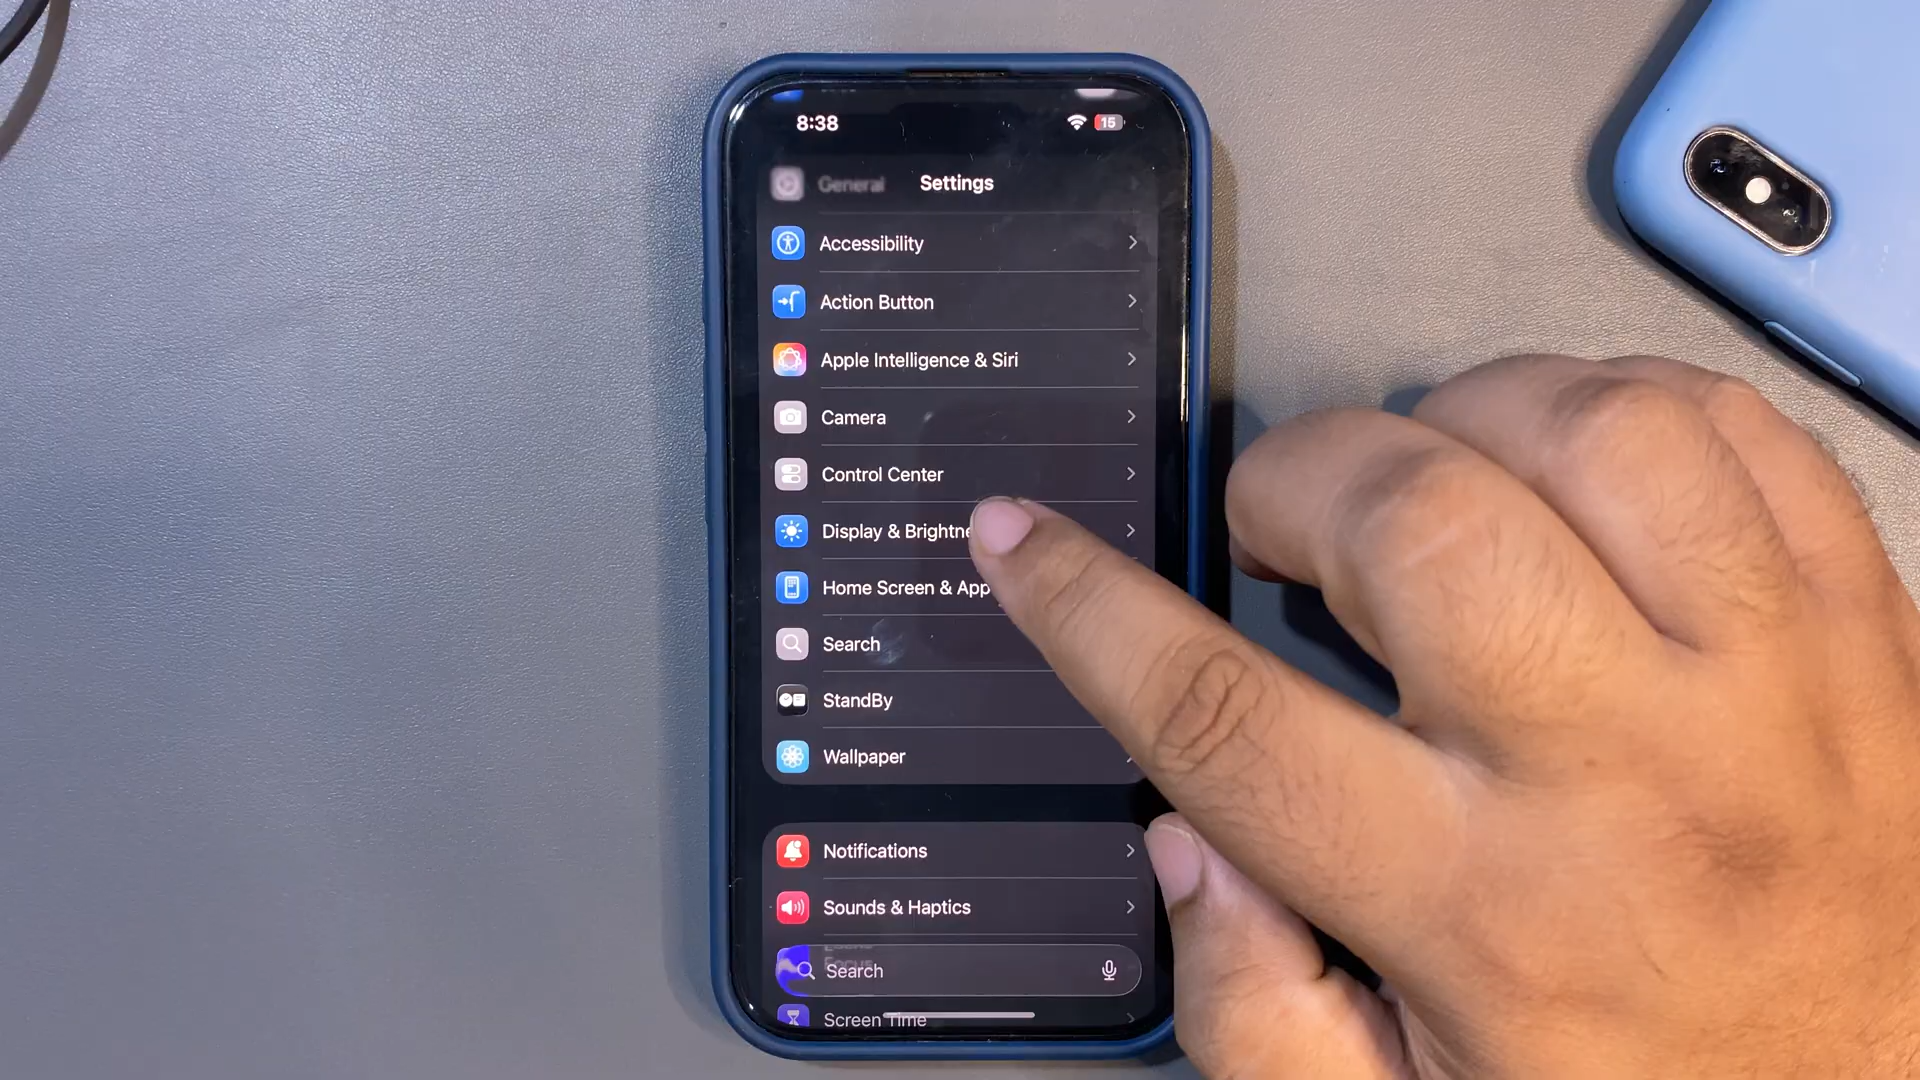 8:38
15
General
Settings
Accessibility
Action Button
Apple Intelligence & Siri
Camera
Control Center
Display & Brightne
Home Screen & App
Search
StandBy
Wallpaper
Notifications
Sounds & Haptics
Focus
Search
Screen Time